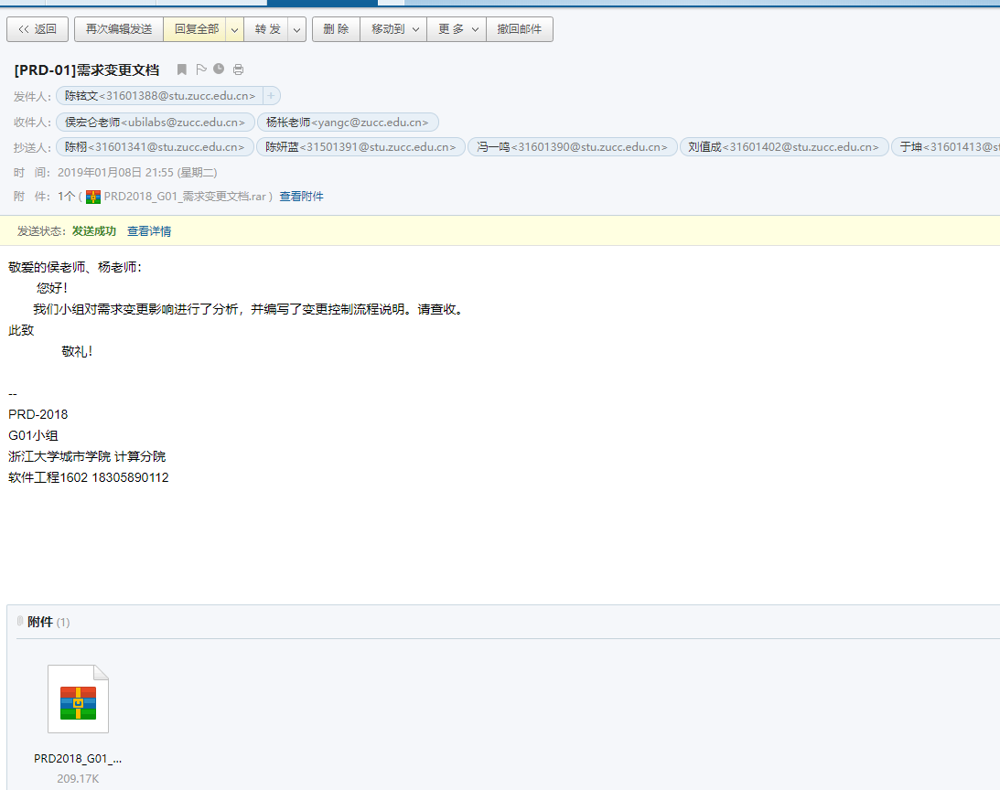 返回 再次编辑发送 回复全部 转 发 删 除 移动到 更 多 撤回邮件
[PRD-01]需求变更文档
发件人： 陈铉文<31601388@stu.zucc.edu.cn> +
收件人： 侯宏仑老师<ubilabs@zucc.edu.cn> 杨枨老师<yangc@zucc.edu.cn>
抄送人： 陈栩<31601341@stu.zucc.edu.cn> 陈妍蓝<31501391@stu.zucc.edu.cn> 冯一鸣<31601390@stu.zucc.edu.cn> 刘值成<31601402@stu.zucc.edu.cn> 于坤<31601413@st
时 间： 2019年01月08日 21:55 (星期二)
附 件： 1个 ( PRD2018_G01_需求变更文档.rar ) 查看附件
发送状态： 发送成功 查看详情
敬爱的侯老师、杨老师：
您好！
我们小组对需求变更影响进行了分析，并编写了变更控制流程说明。请查收。
此致
敬礼！
--
PRD-2018
G01小组
浙江大学城市学院 计算分院
软件工程1602 18305890112
附件 (1)
PRD2018_G01_...
209.17K